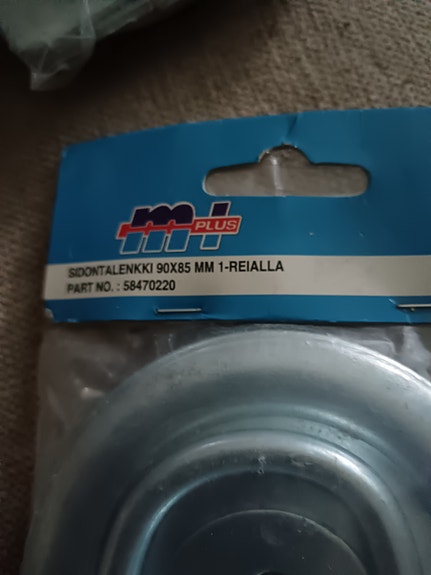 m+
PLUS
SIDONTALENKKI 90X85 MM 1-REIALLA
PART NO. : 58470220